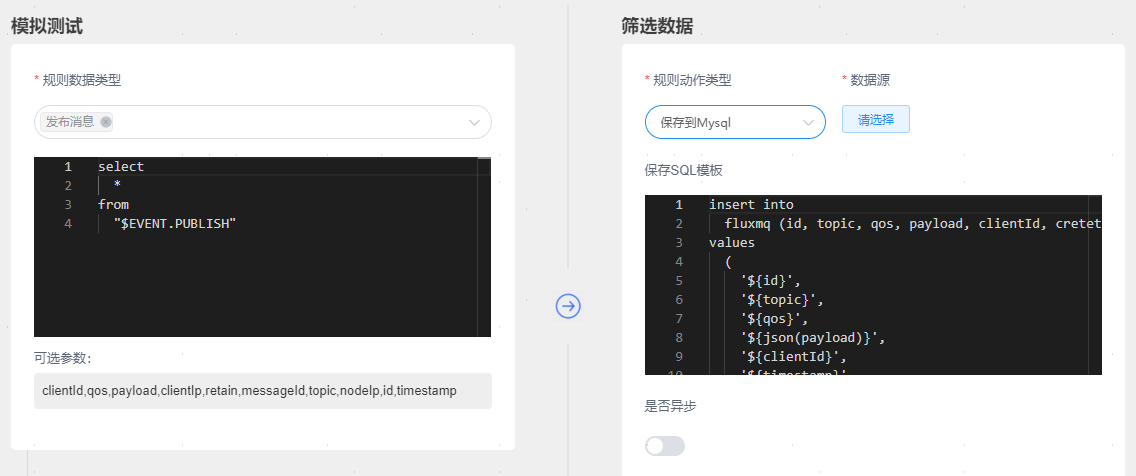 模拟测试
* 规则数据类型
发布消息
1 select
2 *
3 from
4 "$EVENT.PUBLISH"
可选参数:
clientId,qos,payload,clientIp,retain,messageId,topic,nodeIp,id,timestamp
筛选数据
* 规则动作类型
* 数据源
保存到Mysql
请选择
保存SQL模板
1 insert into
2 fluxmq (id, topic, qos, payload, clientId, cretet
3 values
4 (
5 '${id}',
6 '${topic}',
7 '${qos}',
8 '${json(payload)}',
9 '${clientId}',
10 '${timestamp}'
是否异步